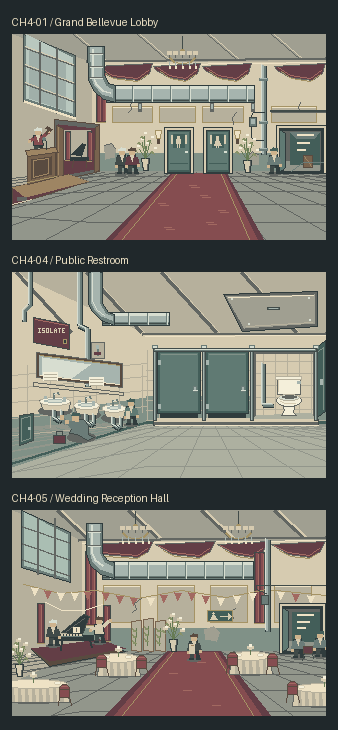 CH4-01 / Grand Bellevue Lobby
CH4-04 / Public Restroom
ISOLATE
CH4-05 / Wedding Reception Hall